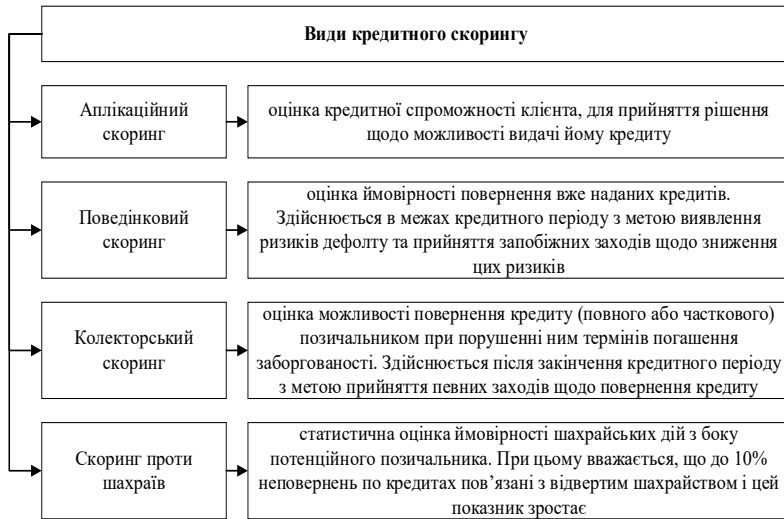 Види кредитного скорингу
Аплікаційний
скоринг
оцінка кредитної спроможності клієнта, для прийняття рішення
щодо можливості видачі йому кредиту
Поведінковий
скоринг
оцінка ймовірності повернення вже наданих кредитів.
Здійснюється в межах кредитного періоду з метою виявлення
ризиків дефолту та прийняття запобіжних заходів щодо зниження
цих ризиків
Колекторський
скоринг
оцінка можливості повернення кредиту (повного або часткового)
позичальником при порушенні ним термінів погашення
заборгованості. Здійснюється після закінчення кредитного періоду
з метою прийняття певних заходів щодо повернення кредиту
Скоринг проти
шахраїв
статистична оцінка ймовірності шахрайських дій з боку
потенційного позичальника. При цьому вважається, що до 10%
неповернень по кредитах пов’язані з відвертим шахрайством і цей
показник зростає